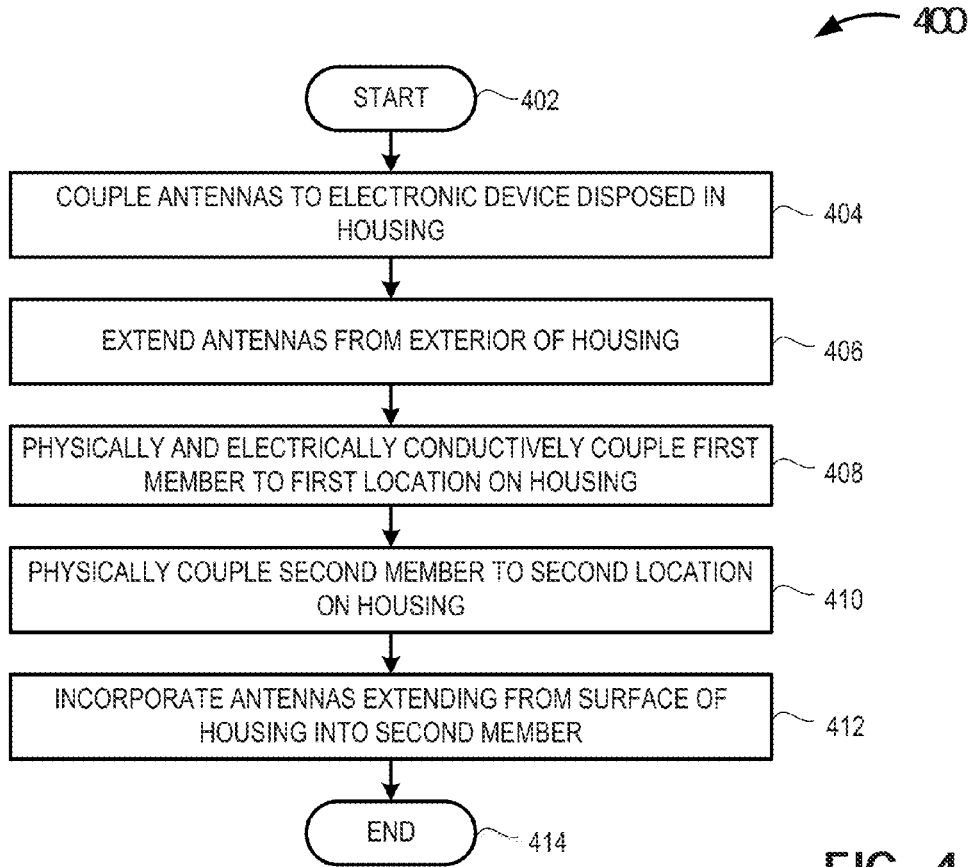 400
START
402
COUPLE ANTENNAS TO ELECTRONIC DEVICE DISPOSED IN
HOUSING
404
EXTEND ANTENNAS FROM EXTERIOR OF HOUSING
406
PHYSICALLY AND ELECTRICALLY CONDUCTIVELY COUPLE FIRST
MEMBER TO FIRST LOCATION ON HOUSING
408
PHYSICALLY COUPLE SECOND MEMBER TO SECOND LOCATION
ON HOUSING
410
INCORPORATE ANTENNAS EXTENDING FROM SURFACE OF
HOUSING INTO SECOND MEMBER
412
END
414
FIG. 4